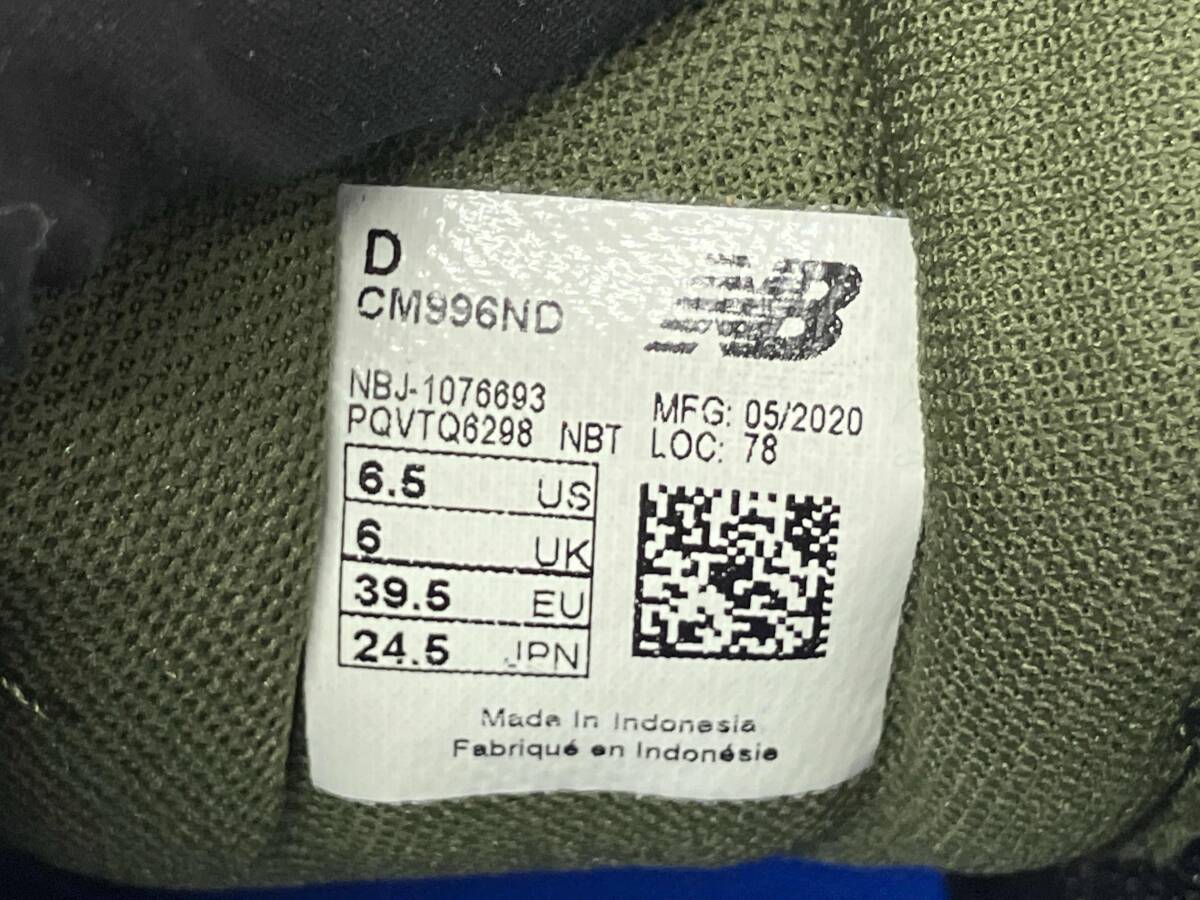 D
CM996ND
NB
NBJ-1076693
PQVTQ6298 NBT
MFG: 05/2020
LOC: 78
6.5 US
6 UK
39.5 EU
24.5 JPN
Made In Indonesia
Fabriqué en Indonésie